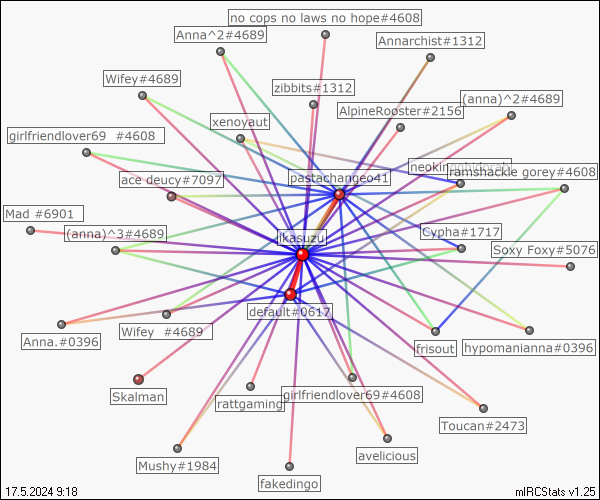 no cops no laws no hope#4608
Anna^2#4689
Annarchist#1312
Wifey#4689
zibbits#1312
(anna)^2#4689
AlpineRooster#2156
xenoyaut
girlfriendlover69 #4608
ramshackle gorey#4608
ace deucy#7097
pastachangeo41
Mad #6901
(anna)^3#4689
ikasuzu
Cypha#1717
Soxy Foxy#5076
default#0617
Anna.#0396
Wifey #4689
frisout
hypomanianna#0396
Skalman
rattgaming
girlfriendlover69#4608
Toucan#2473
avelicious
Mushy#1984
fakedingo
17.5.2024 9:18
mIRCStats v1.25